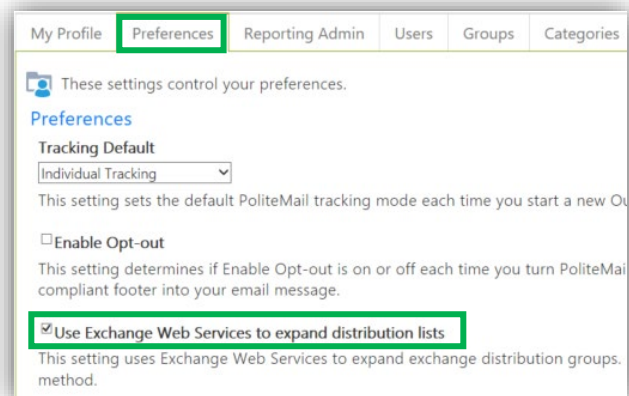 My Profile Preferences Reporting Admin Users Groups Categories
These settings control your preferences.
Preferences
Tracking Default
Individual Tracking
This setting sets the default PoliteMail tracking mode each time you start a new Ou
Enable Opt-out
This setting determines if Enable Opt-out is on or off each time you turn PoliteMai
compliant footer into your email message.
Use Exchange Web Services to expand distribution lists
This setting uses Exchange Web Services to expand exchange distribution groups.
method.